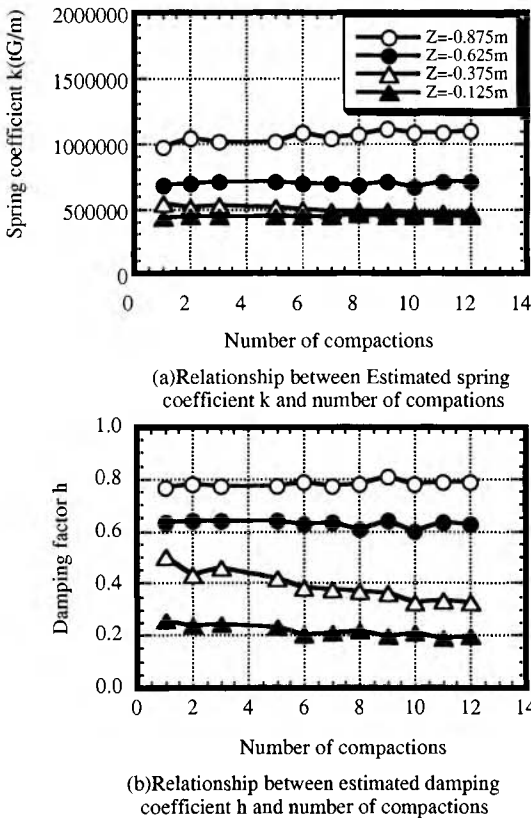 2000000
Z=-0.875m
Z=-0.625m
1500000
Z=-0.375m
Z=-0.125m
Spring coefficient k(tG/m)
1000000
500000
0
0 2 4 6 8 10 12 14
Number of compactions
(a)Relationship between Estimated spring
coefficient k and number of compations
1.0
0.8
0.6
Damping factor h
0.4
0.2
0.0
0 2 4 6 8 10 12 14
Number of compactions
(b)Relationship between estimated damping
coefficient h and number of compactions